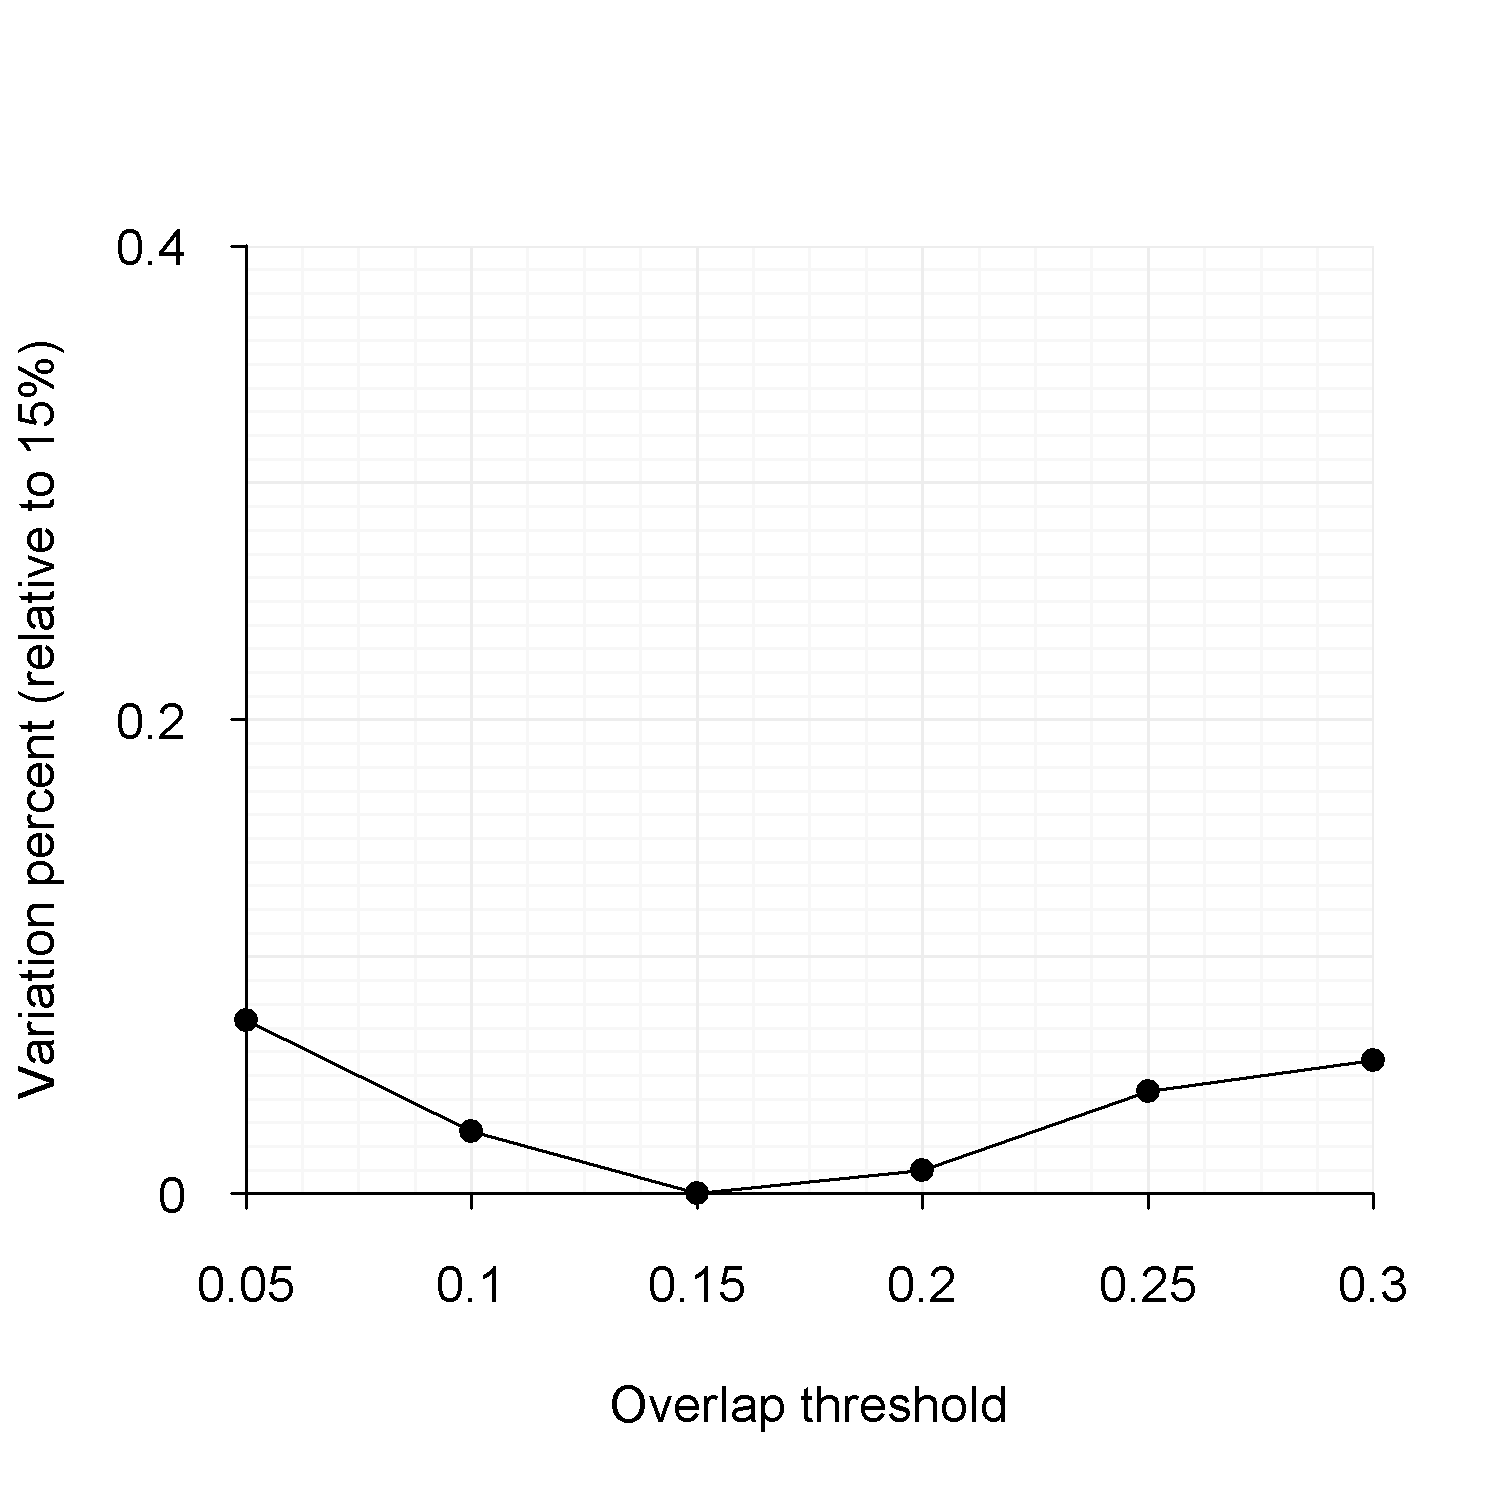 0.4
0.2
0
Variation percent (relative to 15%)
0.05 0.1 0.15 0.2 0.25 0.3
Overlap threshold